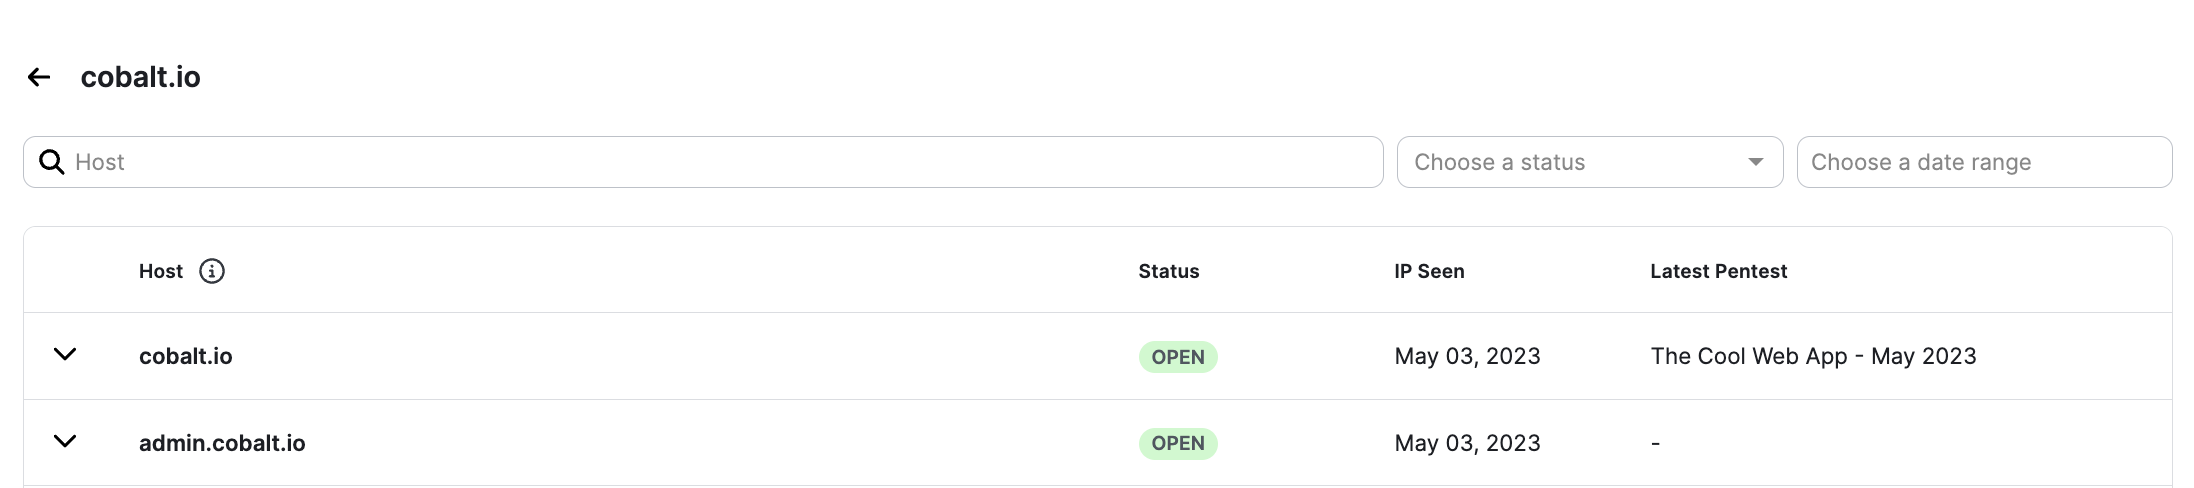 cobalt.io
Host Choose a status Choose a date range
Host Status IP Seen Latest Pentest
cobalt.io OPEN May 03, 2023 The Cool Web App - May 2023
admin.cobalt.io OPEN May 03, 2023 -